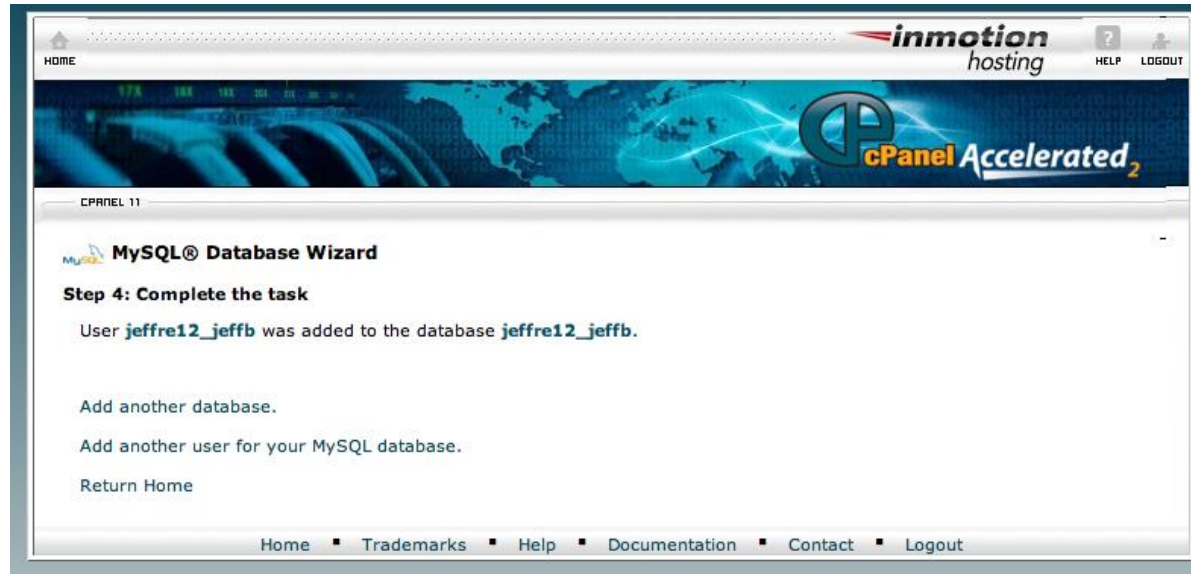 HOME
inmotion
hosting
HELP
LOGOUT
cPanel Accelerated2
CPANEL 11
MySQL MySQL® Database Wizard
Step 4: Complete the task
User jeffre12_jeffb was added to the database jeffre12_jeffb.
Add another database.
Add another user for your MySQL database.
Return Home
Home ▪ Trademarks ▪ Help ▪ Documentation ▪ Contact ▪ Logout